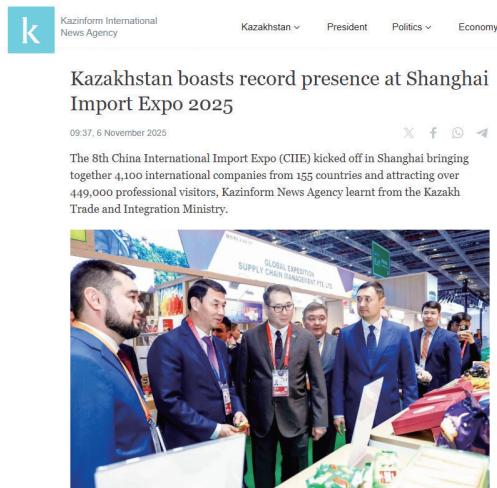 k
Kazinform International
News Agency
Kazakhstan
President
Politics
Economy
Kazakhstan boasts record presence at Shanghai
Import Expo 2025
09:37, 6 November 2025
The 8th China International Import Expo (CIIE) kicked off in Shanghai bringing
together 4,100 international companies from 155 countries and attracting over
449,000 professional visitors, Kazinform News Agency learnt from the Kazakh
Trade and Integration Ministry.
GLOBAL EXPEDITION
SUPPLY CHAIN MANAGEMENT PTE LTD